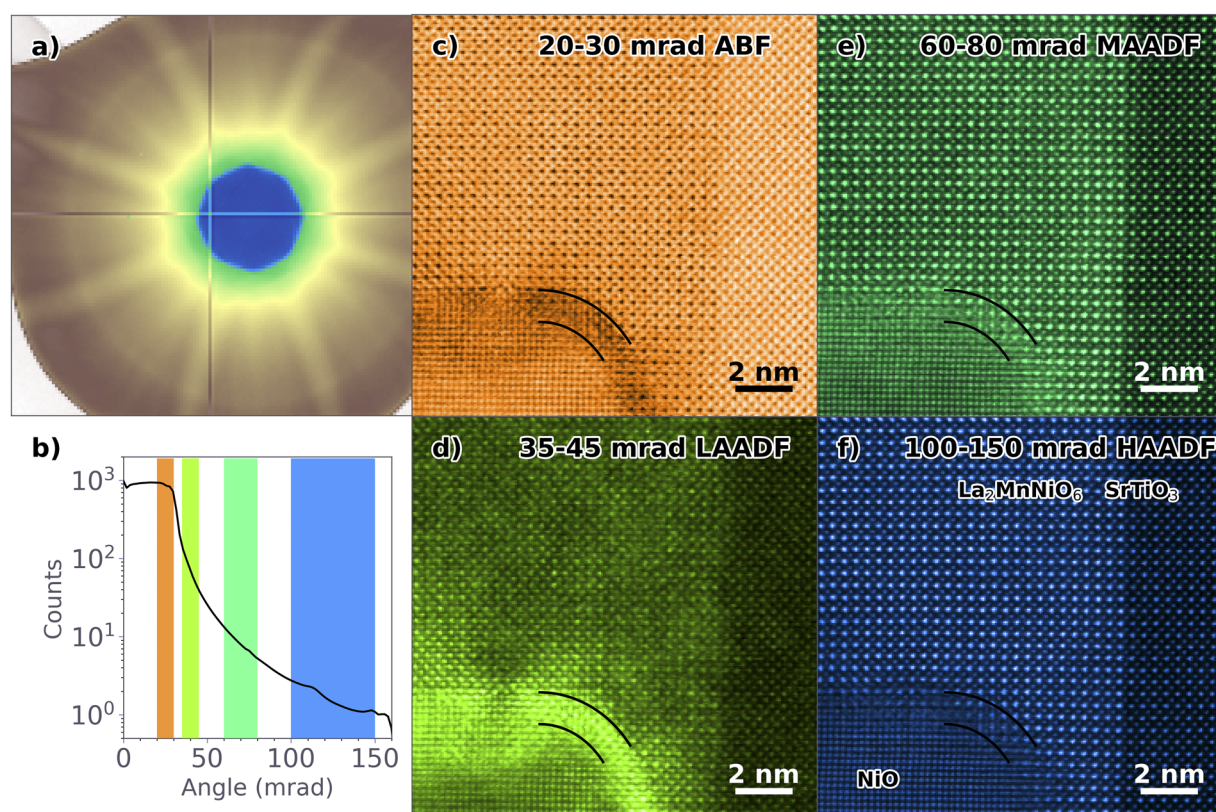 a)
b)
10³
10²
10¹
10⁰
Counts
0 50 100 150
Angle (mrad)
c) 20-30 mrad ABF
2 nm
d) 35-45 mrad LAADF
2 nm
e) 60-80 mrad MAADF
2 nm
f) 100-150 mrad HAADF
La₂MnNiO₆ SrTiO₃
NiO
2 nm